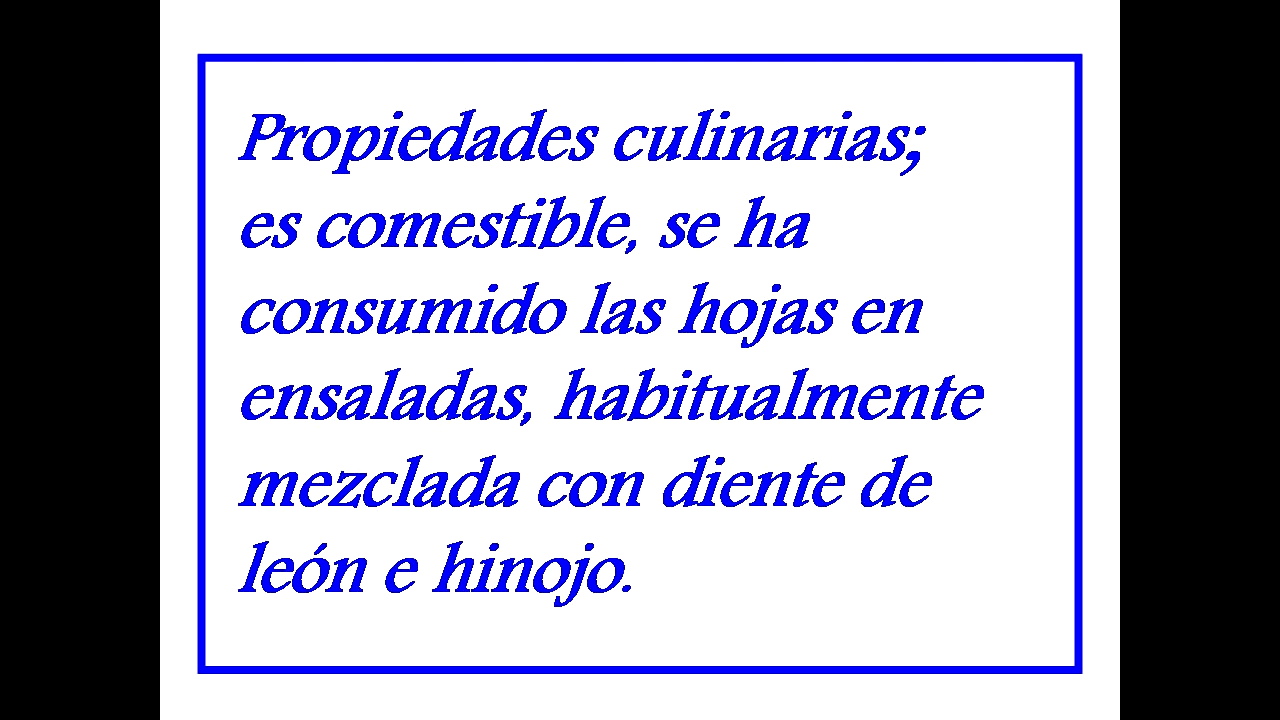 Propiedades culinarias;
es comestible, se ha
consumido las hojas en
ensaladas, habitualmente
mezclada con diente de
león e hinojo.